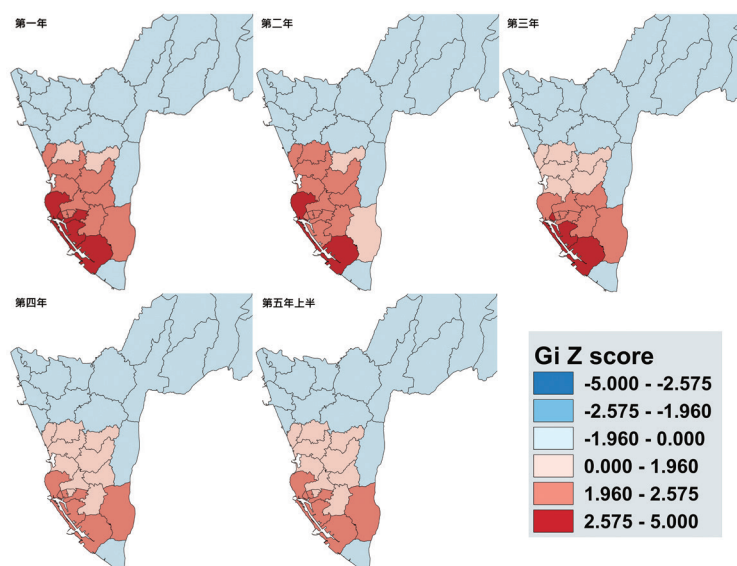 第一年
第二年
第三年
第四年
第五年上半
Gi Z score
-5.000 - -2.575
-2.575 - -1.960
-1.960 - 0.000
0.000 - 1.960
1.960 - 2.575
2.575 - 5.000